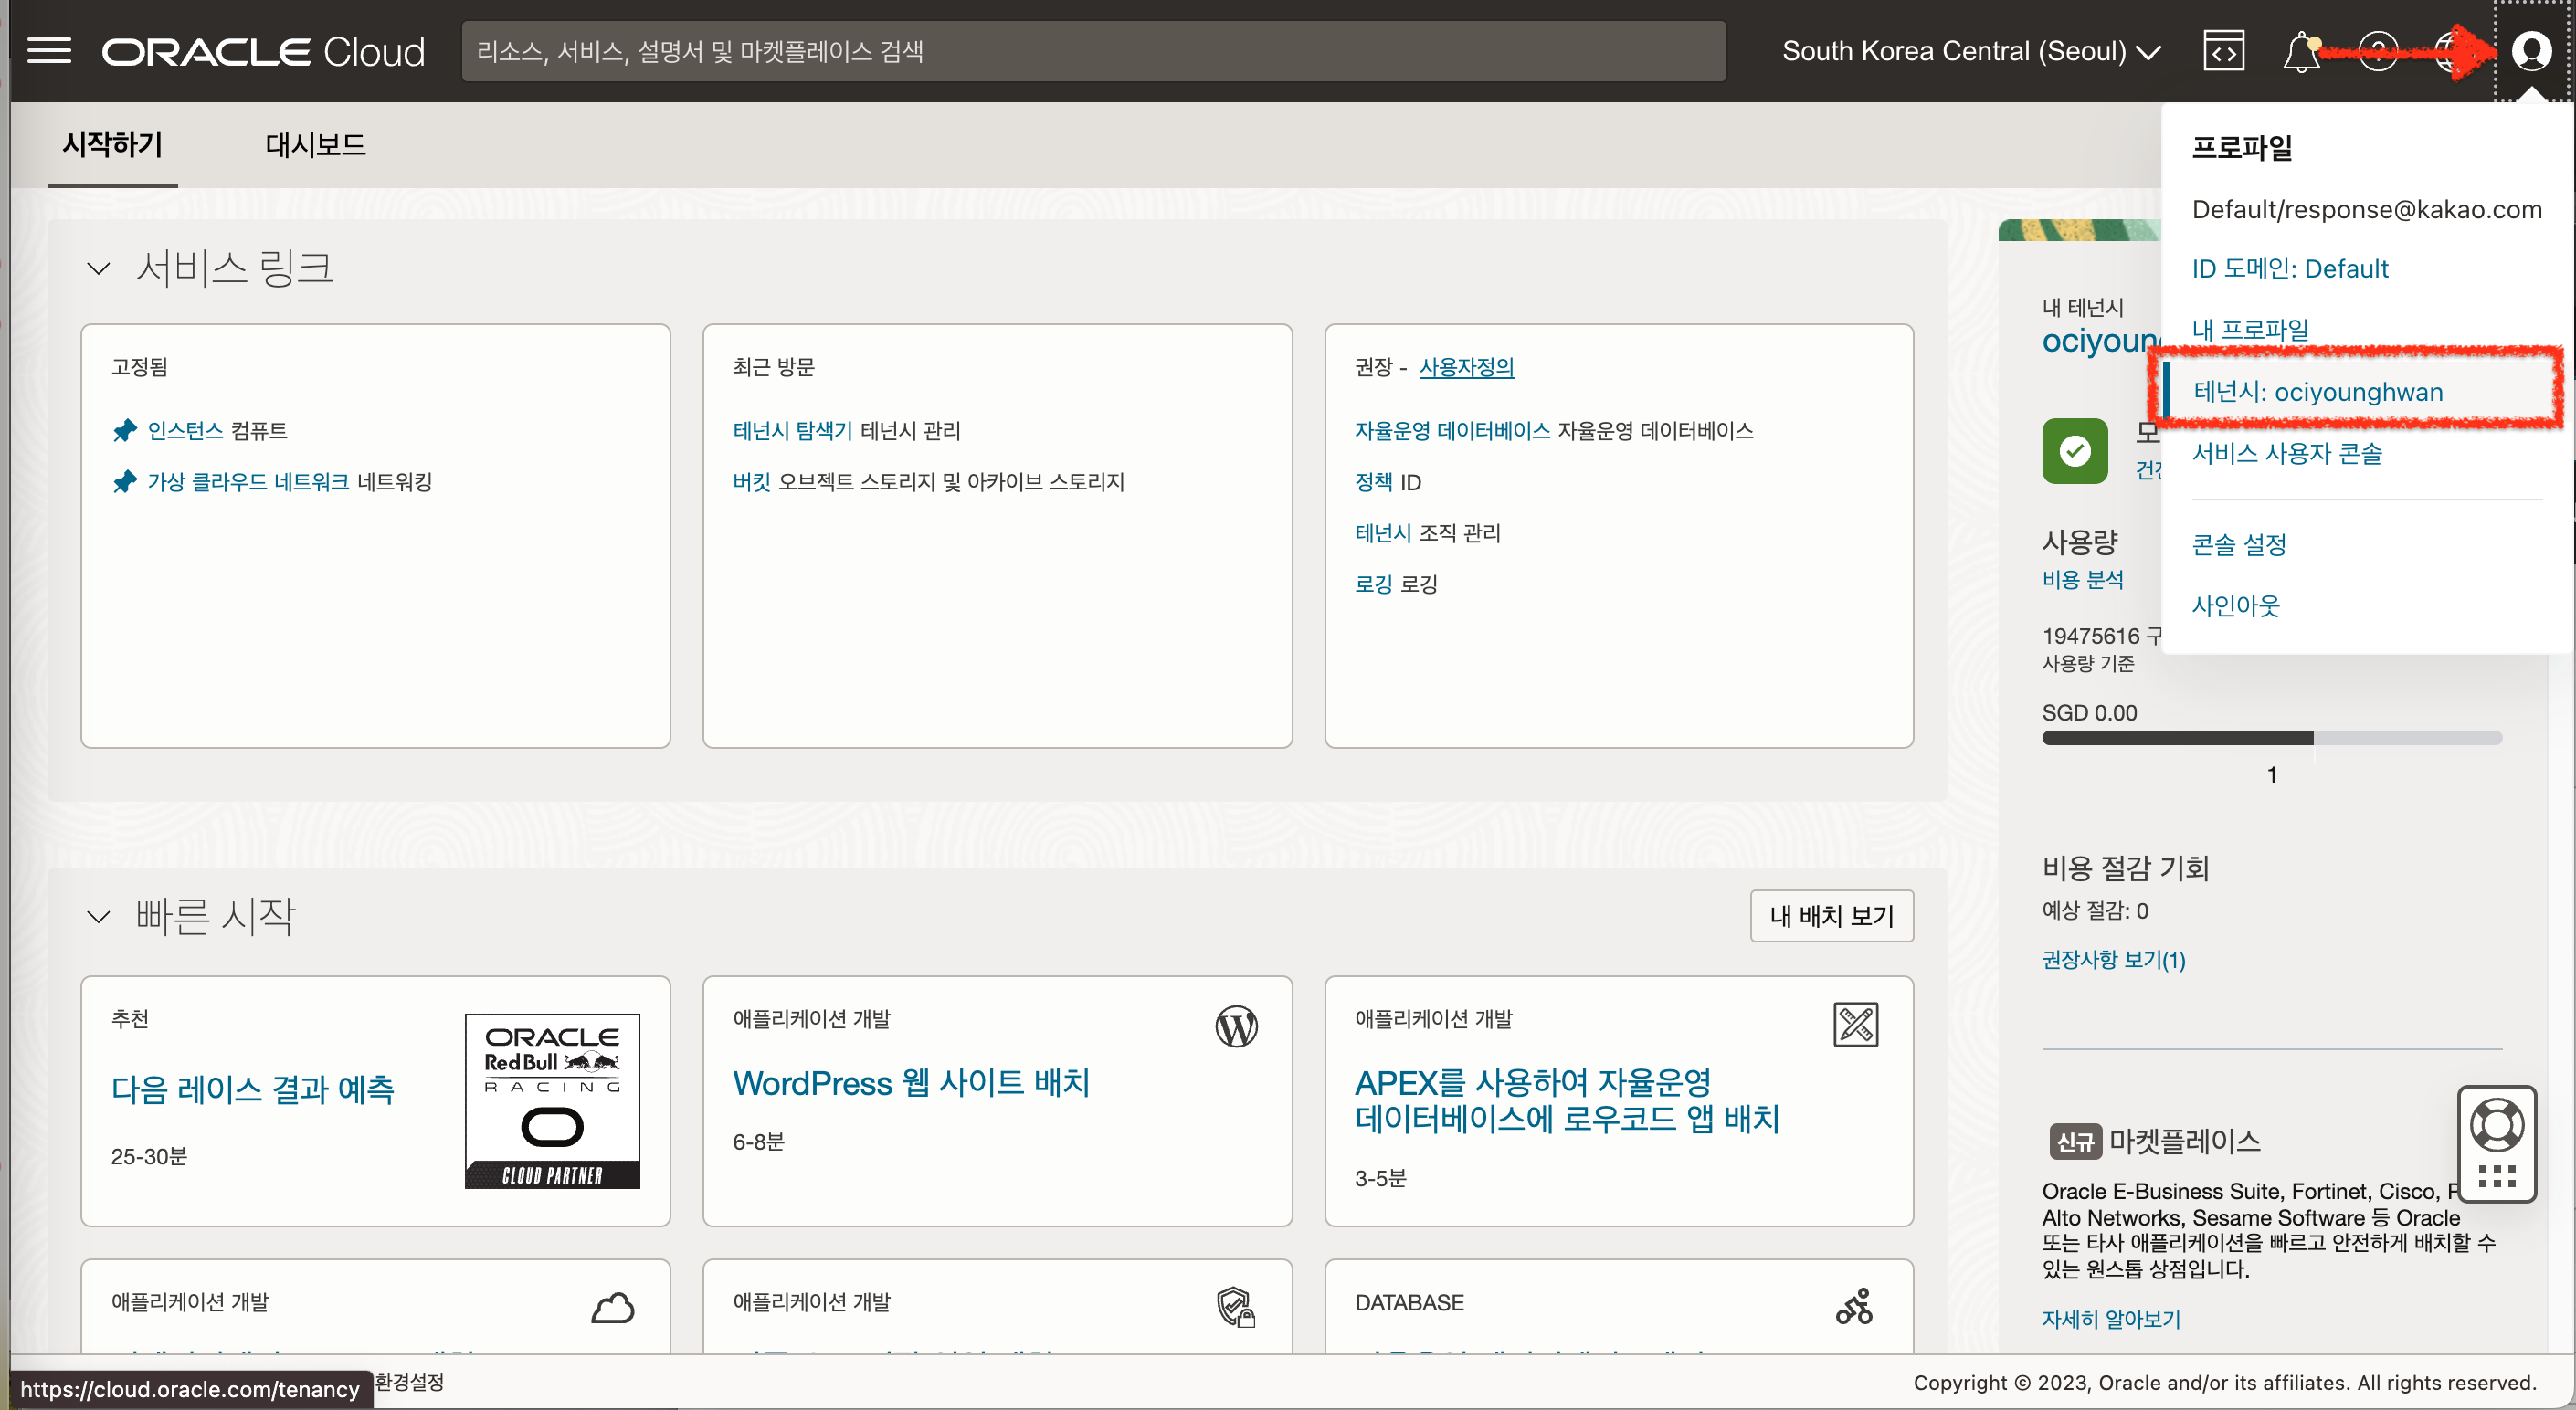 ORACLE Cloud
리소스, 서비스, 설명서 및 마켓플레이스 검색
South Korea Central (Seoul)
시작하기
대시보드
프로파일
Default/response@kakao.com
ID 도메인: Default
내 프로파일
테넌시: ociyounghwan
서비스 사용자 콘솔
콘솔 설정
사인아웃
서비스 링크
고정됨
인스턴스 컴퓨트
가상 클라우드 네트워크 네트워킹
최근 방문
테넌시 탐색기 테넌시 관리
버킷 오브젝트 스토리지 및 아카이브 스토리지
권장 - 사용자정의
자율운영 데이터베이스 자율운영 데이터베이스
정책 ID
테넌시 조직 관리
로깅 로깅
내 테넌시
사용량
비용 분석
19475616
사용량 기준
SGD 0.00
1
비용 절감 기회
예상 절감: 0
권장사항 보기(1)
빠른 시작
내 배치 보기
추천
다음 레이스 결과 예측
25-30분
ORACLE
Red Bull
RACING
CLOUD PARTNER
애플리케이션 개발
WordPress 웹 사이트 배치
6-8분
애플리케이션 개발
APEX를 사용하여 자율운영
데이터베이스에 로우코드 앱 배치
3-5분
신규 마켓플레이스
Oracle E-Business Suite, Fortinet, Cisco,
Alto Networks, Sesame Software 등 Oracle
또는 타사 애플리케이션을 빠르고 안전하게 배치할 수
있는 원스톱 상점입니다.
자세히 알아보기
애플리케이션 개발
애플리케이션 개발
DATABASE
https://cloud.oracle.com/tenancy
환경설정
Copyright © 2023, Oracle and/or its affiliates. All rights reserved.